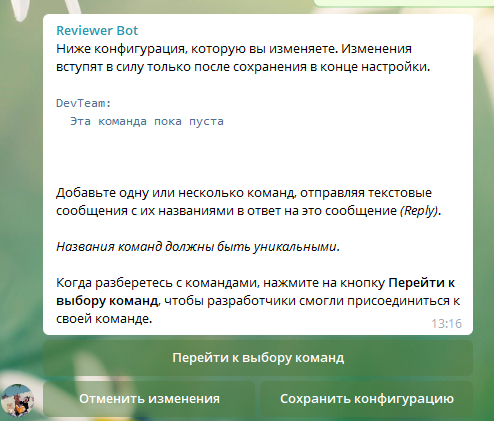 Reviewer Bot
Ниже конфигурация, которую вы изменяете. Изменения
вступят в силу только после сохранения в конце настройки.
DevTeam:
Эта команда пока пуста
Добавьте одну или несколько команд, отправляя текстовые
сообщения с их названиями в ответ на это сообщение (Reply).
Названия команд должны быть уникальными.
Когда разберетесь с командами, нажмите на кнопку Перейти к
выбору команд, чтобы разработчики смогли присоединиться к
своей команде.
13:16
Перейти к выбору команд
Отменить изменения
Сохранить конфигурацию